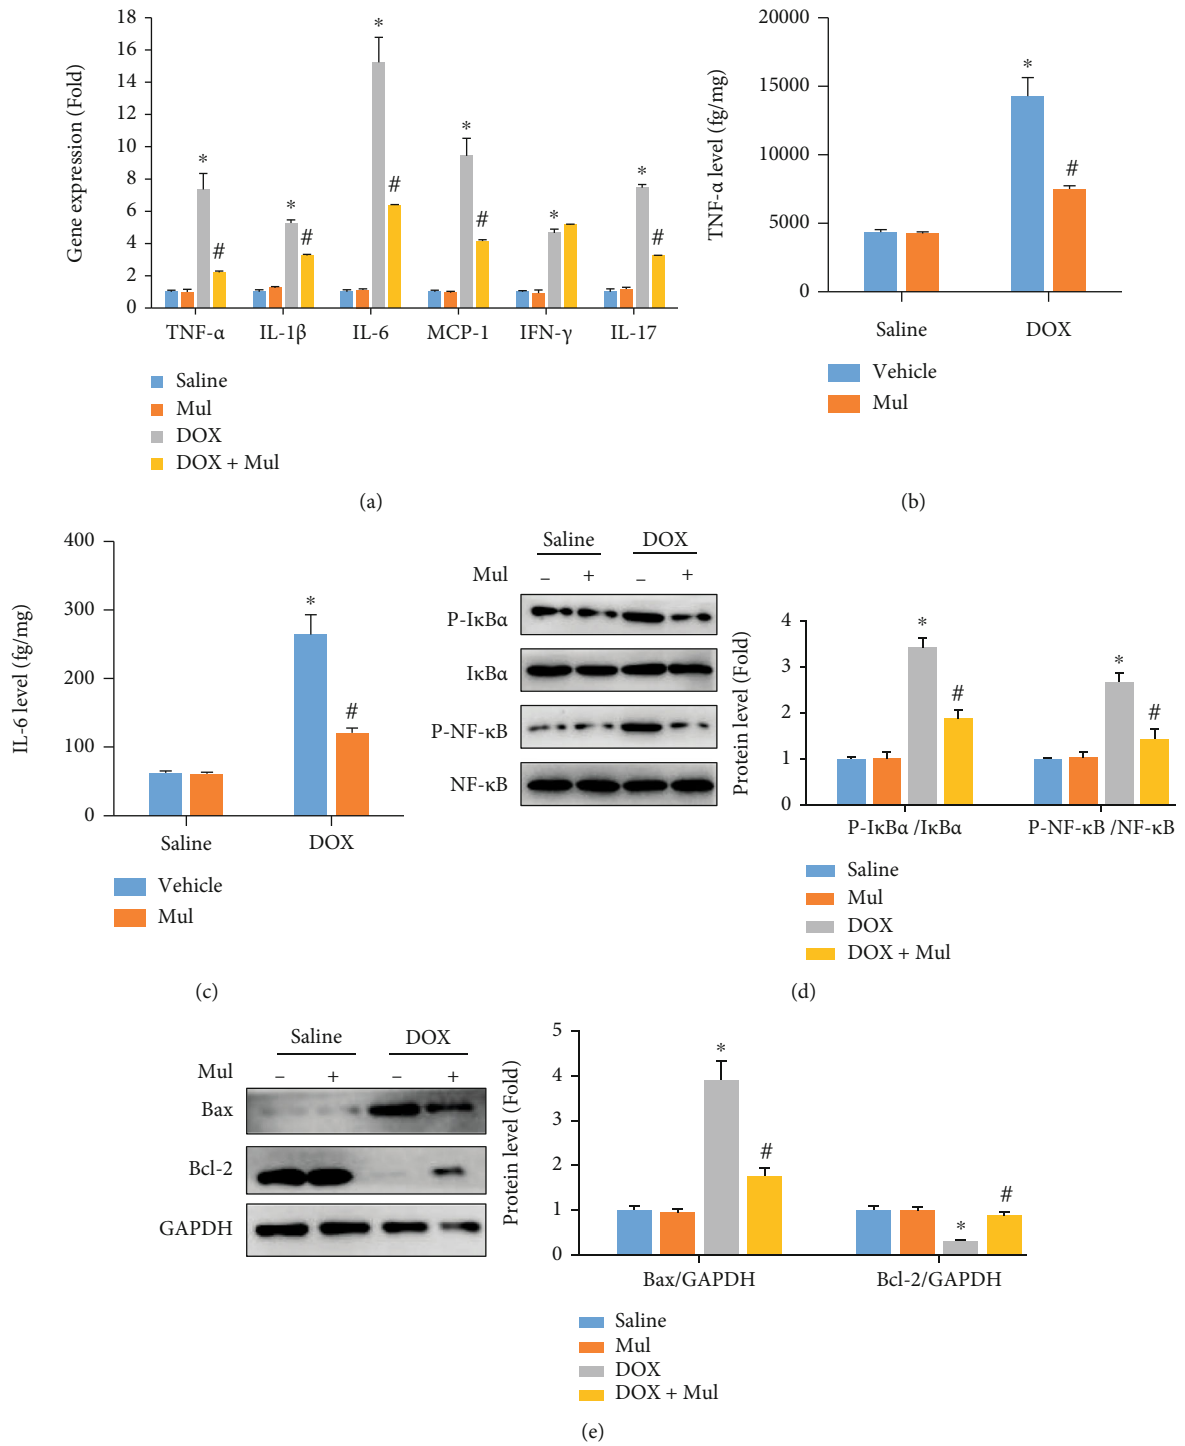 18
16
14
12
10
8
6
4
2
0
Gene expression (Fold)
* # * # * # * # * * #
TNF-α IL-1β IL-6 MCP-1 IFN-γ IL-17
Saline
Mul
DOX
DOX + Mul
(a)
20000
15000
10000
5000
0
TNF-α level (fg/mg)
* #
Saline DOX
Vehicle
Mul
(b)
400
300
200
100
0
IL-6 level (fg/mg)
* #
Saline DOX
Vehicle
Mul
(c)
Saline DOX
Mul – + – +
P-IκBα
IκBα
P-NF-κB
NF-κB
4
3
2
1
0
Protein level (Fold)
* # * #
P-IκBα /IκBα P-NF-κB /NF-κB
Saline
Mul
DOX
DOX + Mul
(d)
Saline DOX
Mul – + – +
Bax
Bcl-2
GAPDH
5
4
3
2
1
0
Protein level (Fold)
* # * #
Bax/GAPDH Bcl-2/GAPDH
Saline
Mul
DOX
DOX + Mul
(e)